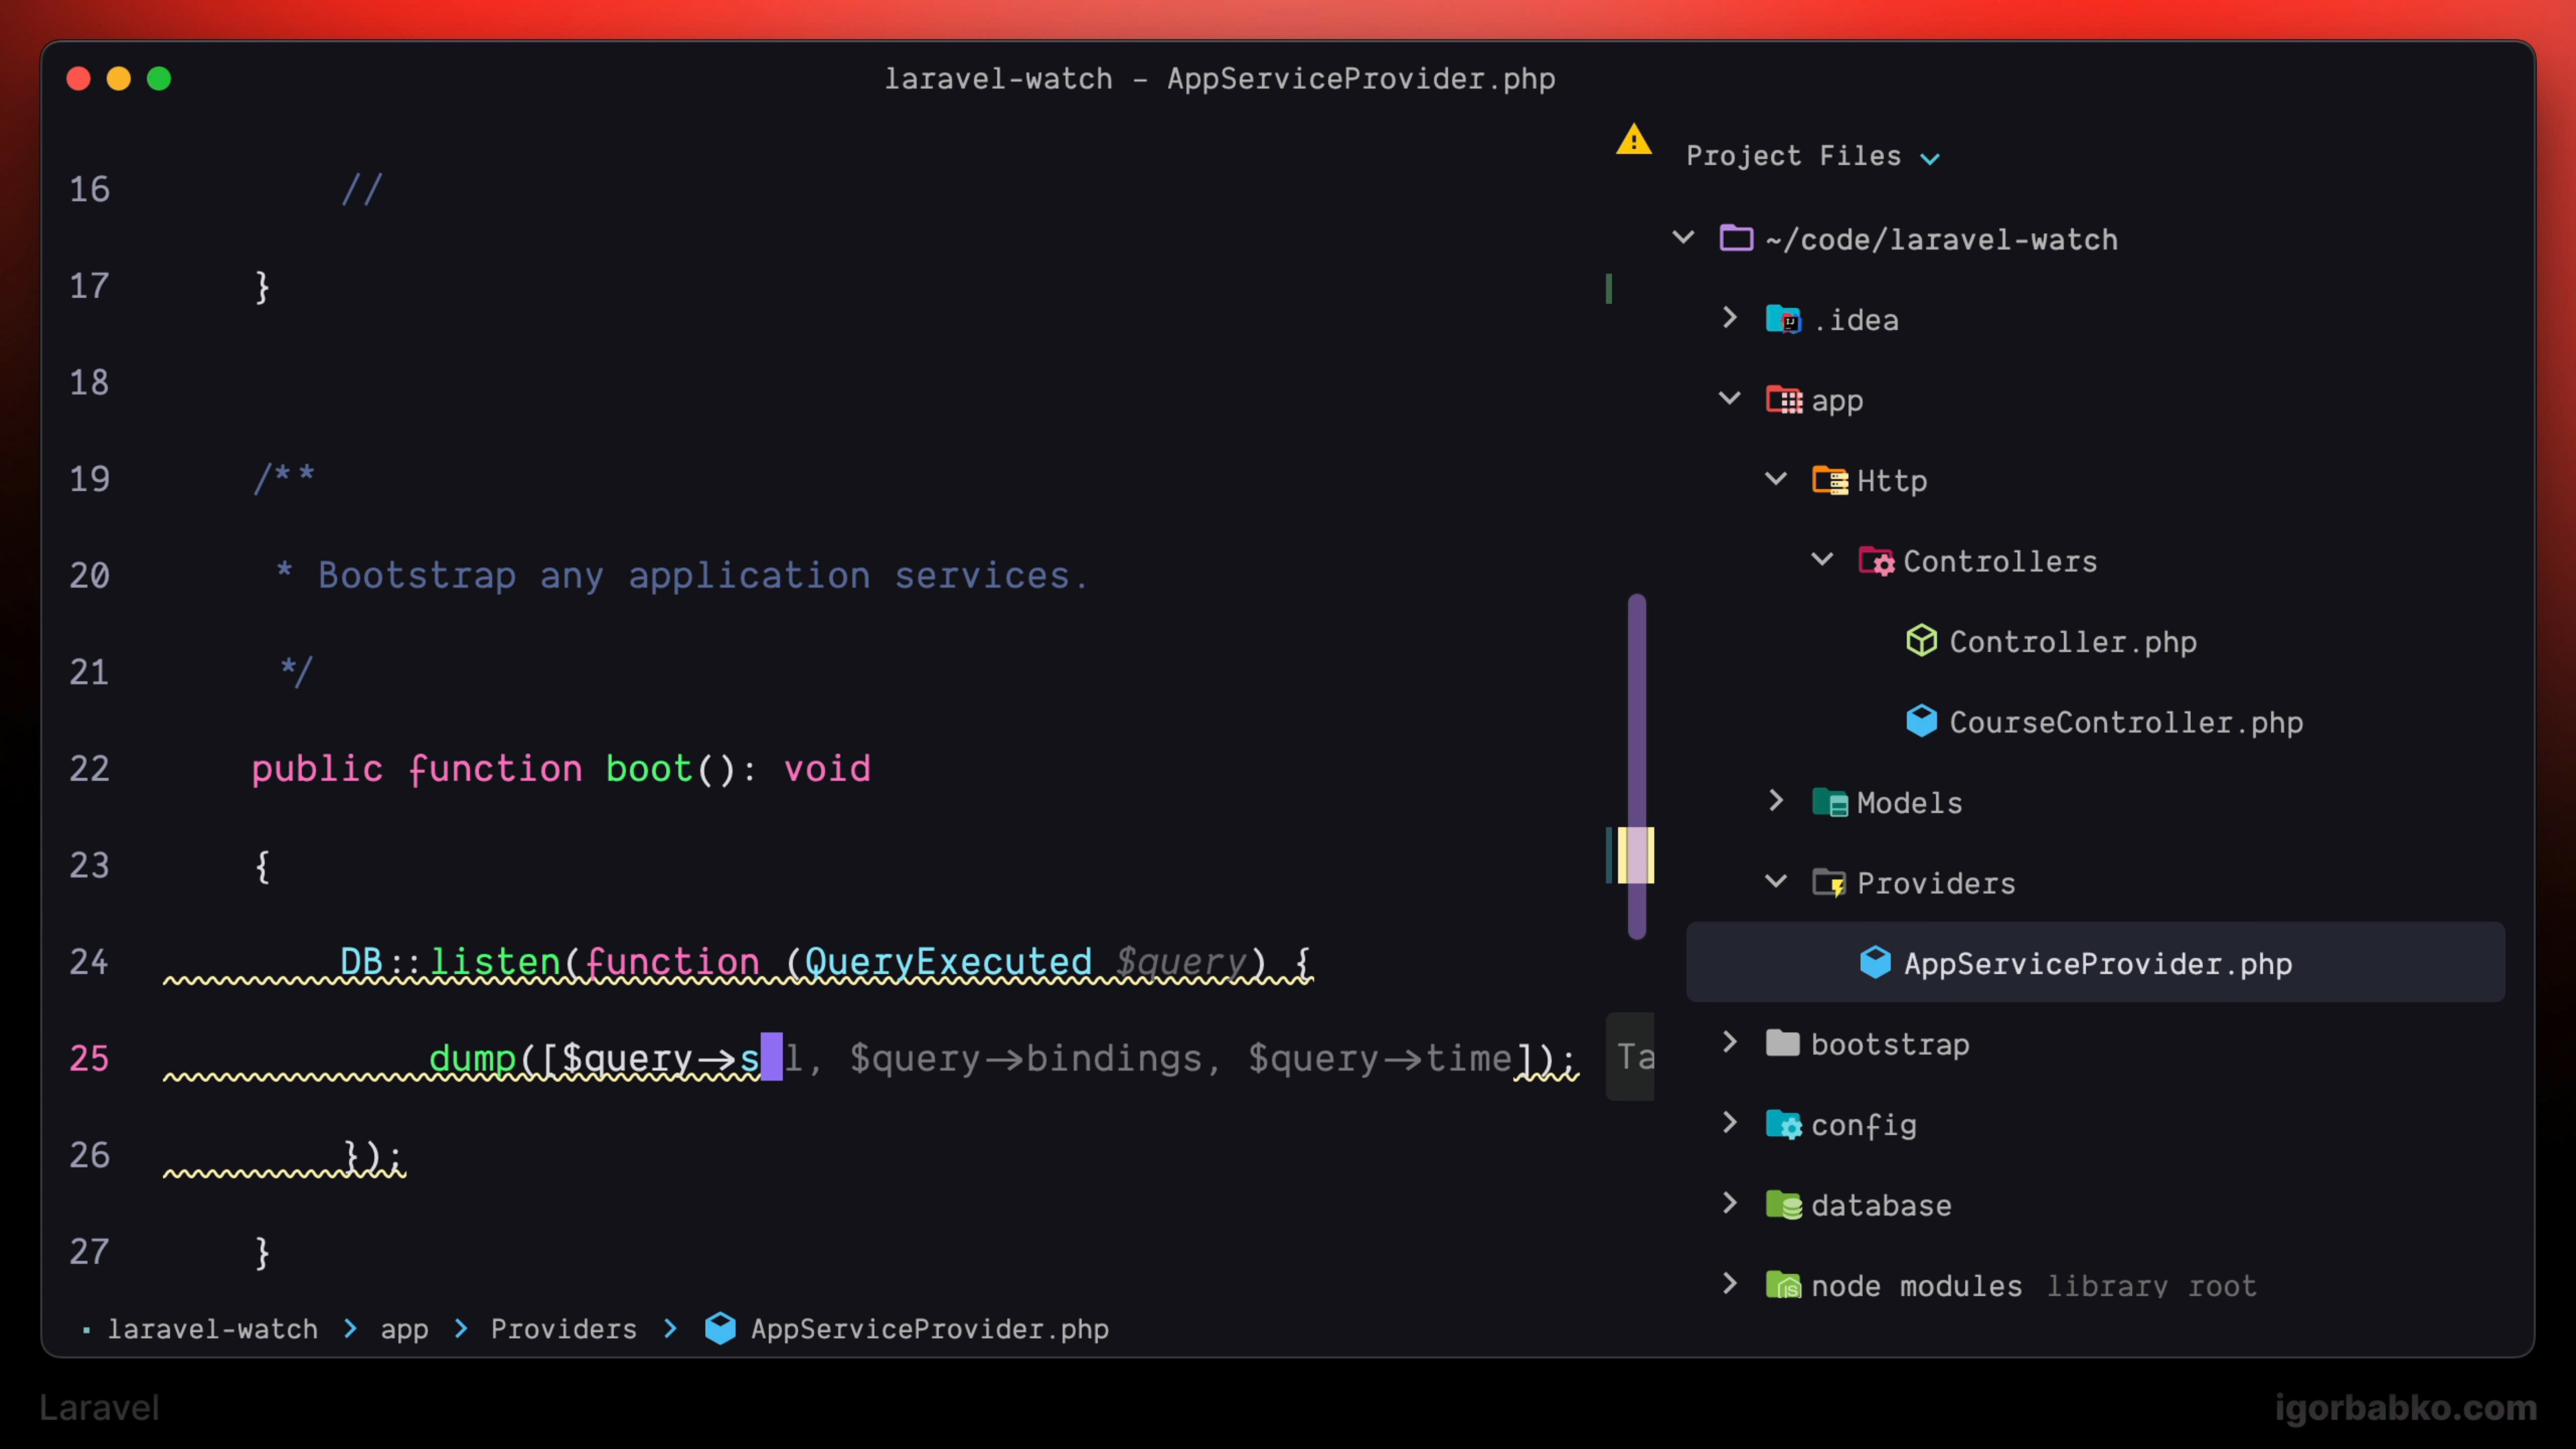 laravel-watch – AppServiceProvider.php
16 //
17 }
18
19 /**
20 * Bootstrap any application services.
21 */
22 public function boot(): void
23 {
24 DB::listen(function (QueryExecuted $query) {
25 dump([$query->s l, $query->bindings, $query->time]); Ta
26 });
27 }
laravel-watch > app > Providers > AppServiceProvider.php
Project Files
~/code/laravel-watch
.idea
app
Http
Controllers
Controller.php
CourseController.php
Models
Providers
AppServiceProvider.php
bootstrap
config
database
node modules library root
Laravel
igorbabko.com